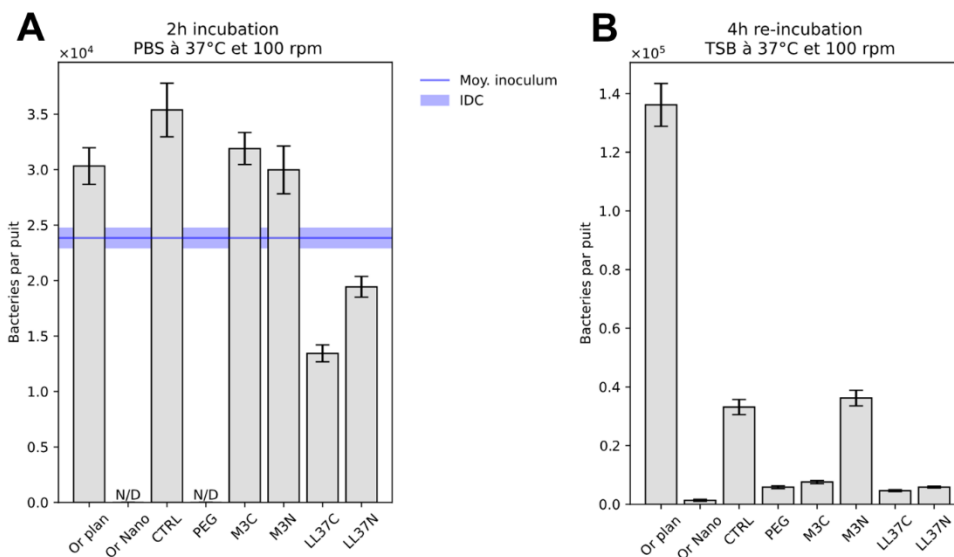 A
2h incubation
PBS à 37°C et 100 rpm
×10⁴
Bacteries par puit
3.5
3.0
2.5
2.0
1.5
1.0
0.5
0.0
N/D
N/D
Or plan
Or Nano
CTRL
PEG
M3C
M3N
LL37C
LL37N
Moy. inoculum
IDC
B
4h re-incubation
TSB à 37°C et 100 rpm
×10⁵
Bacteries par puit
1.4
1.2
1.0
0.8
0.6
0.4
0.2
0.0
Or plan
Or Nano
CTRL
PEG
M3C
M3N
LL37C
LL37N